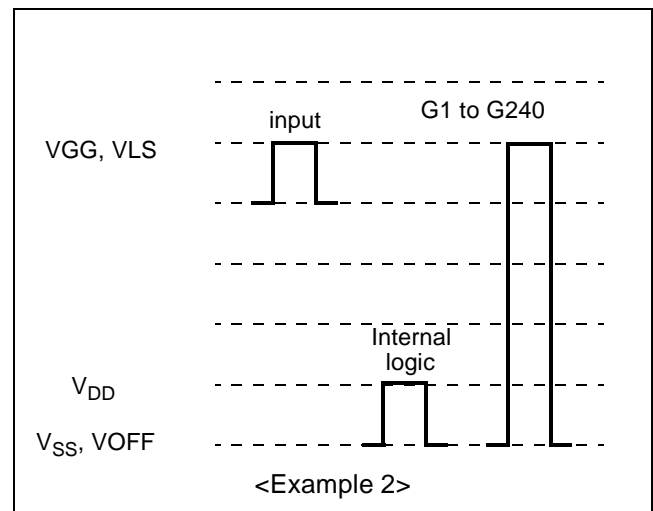 G1 to G240
input
VGG, VLS
Internal
logic
VDD
VSS, VOFF
<Example 2>